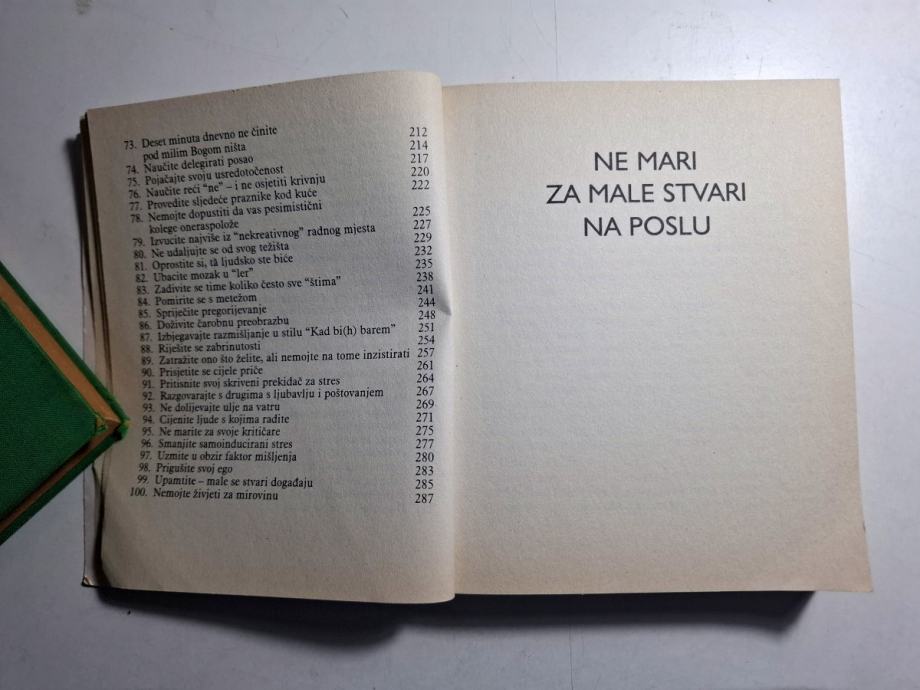 73. Deset minuta dnevno ne činite
pod milim Bogom ništa 212
74. Naučite delegirati posao 214
75. Pojačajte svoju usredotočenost 217
76. Naučite reći "ne" – i ne osjetiti krivnju 220
77. Provedite sljedeće praznike kod kuće 222
78. Nemojte dopustiti da vas pesimistični
kolege oneraspolože 225
79. Izvucite najviše iz "nekreativnog" radnog mjesta 227
80. Ne udaljujte se od svog težišta 229
81. Oprostite si, tâ ljudsko ste biće 232
82. Ubacite mozak u "ler" 235
83. Zadivite se time koliko često sve "štima" 238
84. Pomirite se s metežom 241
85. Spriječite pregorijevanje 244
86. Doživite čarobnu preobrazbu 248
87. Izbjegavajte razmišljanje u stilu "Kad bi(h) barem" 251
88. Riješite se zabrinutosti 254
89. Zatražite ono što želite, ali nemojte na tome inzistirati 257
90. Prisjetite se cijele priče 261
91. Pritisnite svoj skriveni prekidač za stres 264
92. Razgovarajte s drugima s ljubavlju i poštovanjem 267
93. Ne dolijevajte ulje na vatru 269
94. Cijenite ljude s kojima radite 271
95. Ne marite za svoje kritičare 275
96. Smanjite samoinducirani stres 277
97. Uzmite u obzir faktor mišljenja 280
98. Prigušite svoj ego 283
99. Upamtite – male se stvari događaju 285
100. Nemojte živjeti za mirovinu 287
NE MARI
ZA MALE STVARI
NA POSLU